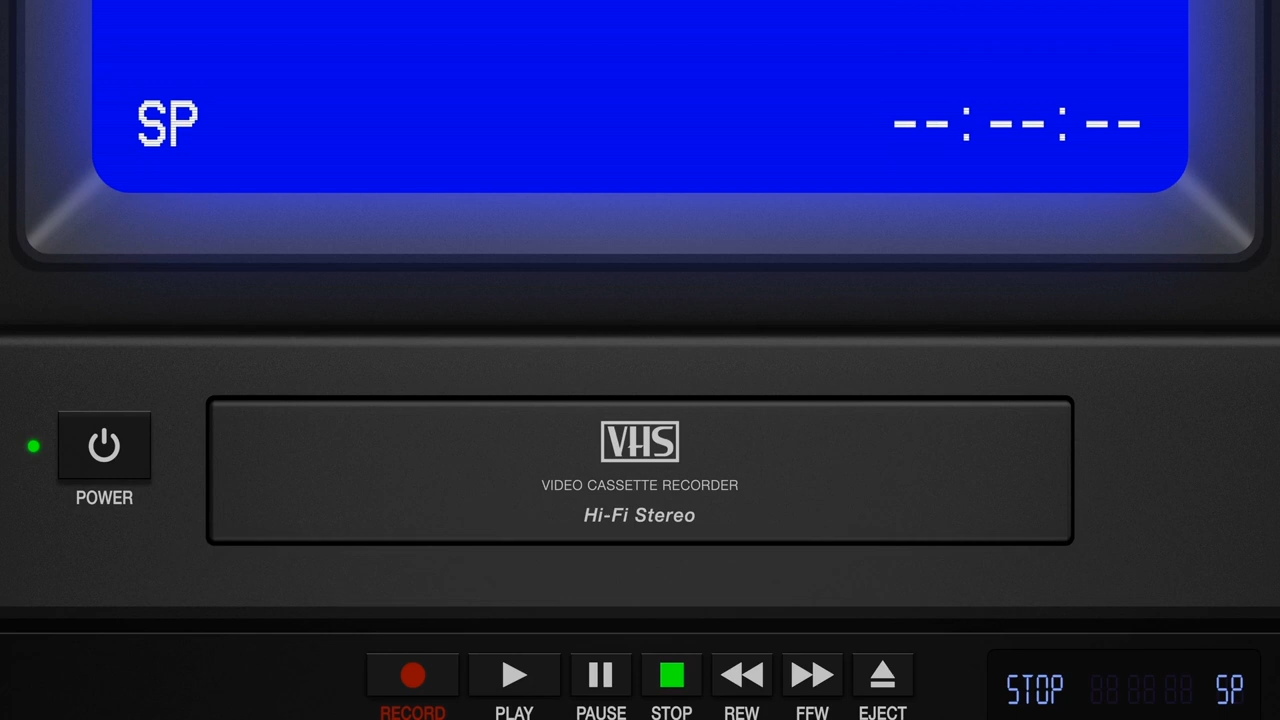 SP --:--:--
VHS
VIDEO CASSETTE RECORDER
Hi-Fi Stereo
POWER
STOP SP
RECORD PLAY PAUSE STOP REW FFW EJECT